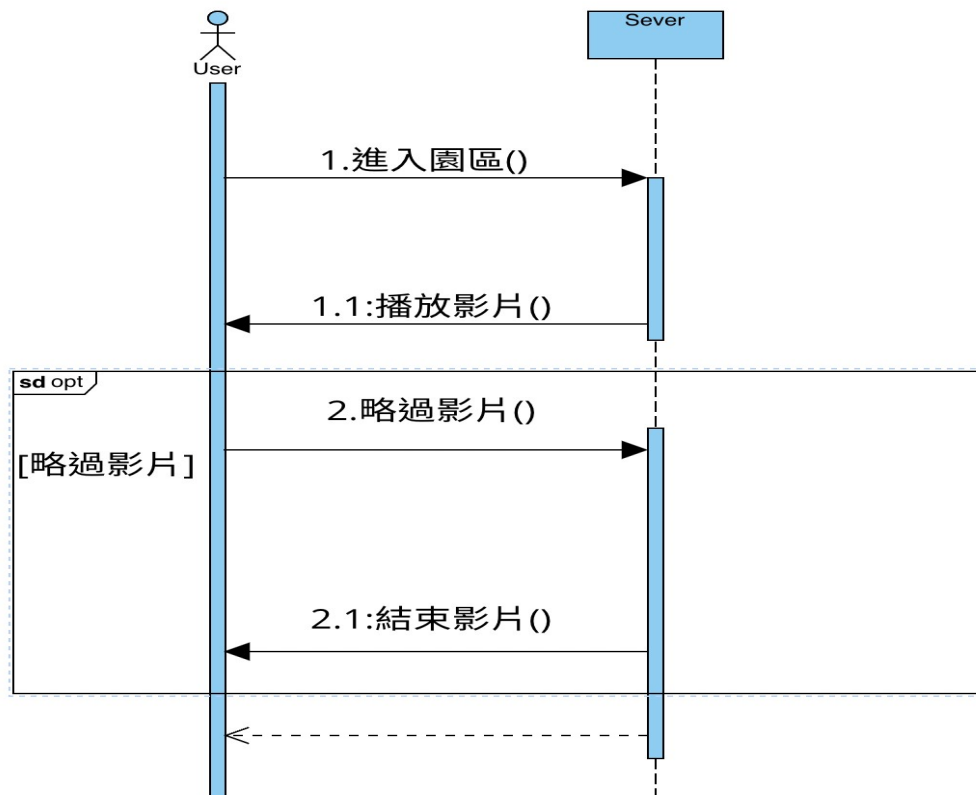 User
Sever
1.進入園區()
1.1:播放影片()
sd opt
2.略過影片()
[略過影片]
2.1:結束影片()